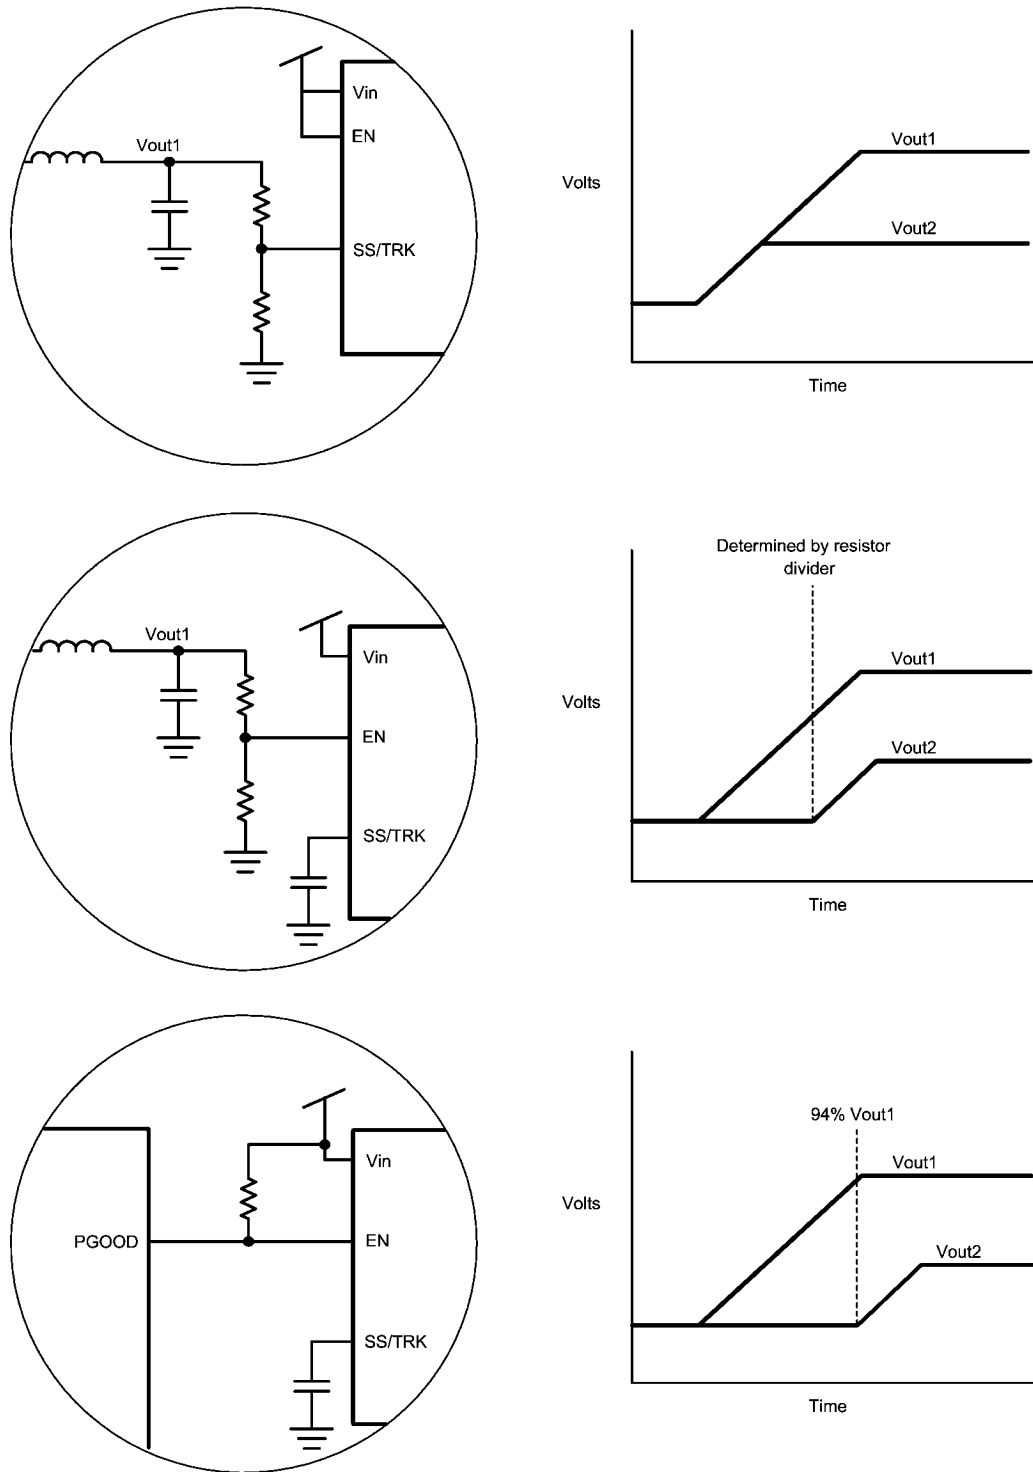 Vin
EN
Vout1
SS/TRK
Volts
Vout1
Vout2
Time
Vout1
Vin
EN
SS/TRK
Determined by resistor
divider
Volts
Vout1
Vout2
Time
Vin
PGOOD
EN
SS/TRK
94% Vout1
Volts
Vout1
Vout2
Time